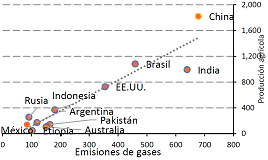 2,000
China
1,600
Brasil
1,200
India
EE.UU.
800
Indonesia
Rusia
Argentina
400
Pakistán
México
Etiopía
Australia
0
0 100 200 300 400 500 600 700 800
Emisiones de gases
Producción agrícola